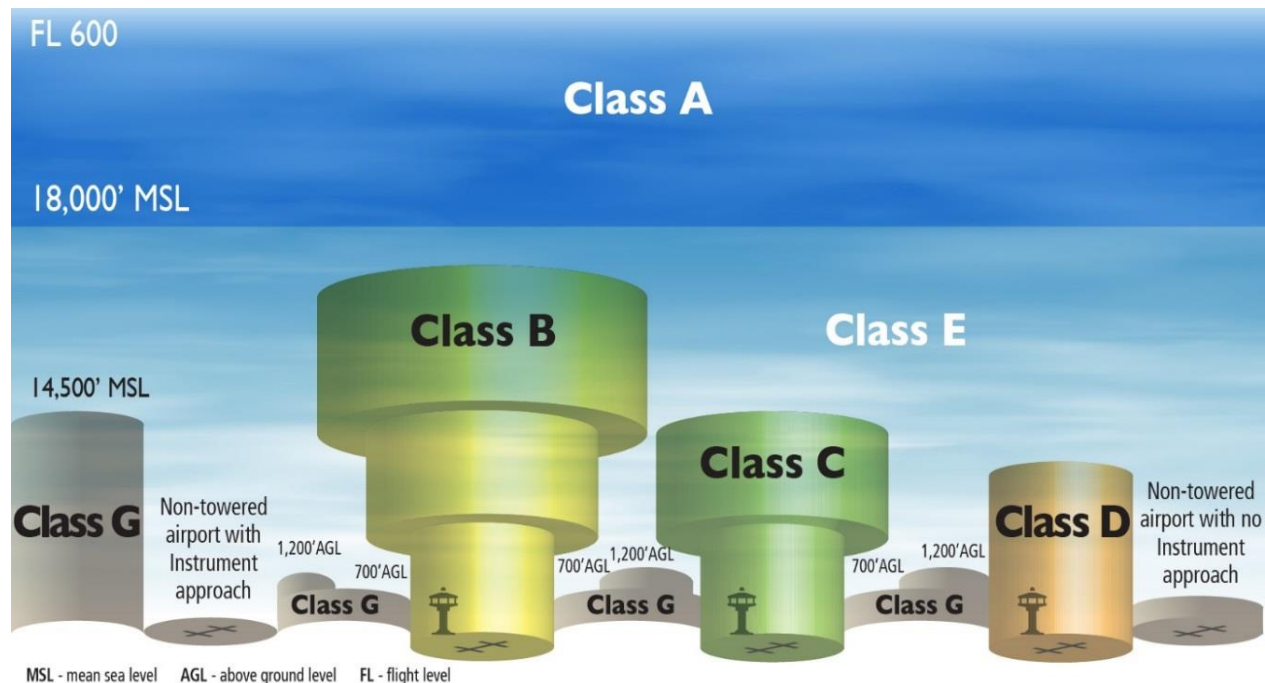 FL 600
Class A
18,000’ MSL
Class B
Class E
14,500’ MSL
Class G
Non-towered
airport with
Instrument
approach
1,200’AGL
700’AGL
Class G
700’AGL
1,200’AGL
Class G
Class C
700’AGL
1,200’AGL
Class G
Class D
Non-towered
airport with no
Instrument
approach
MSL - mean sea level AGL - above ground level FL - flight level